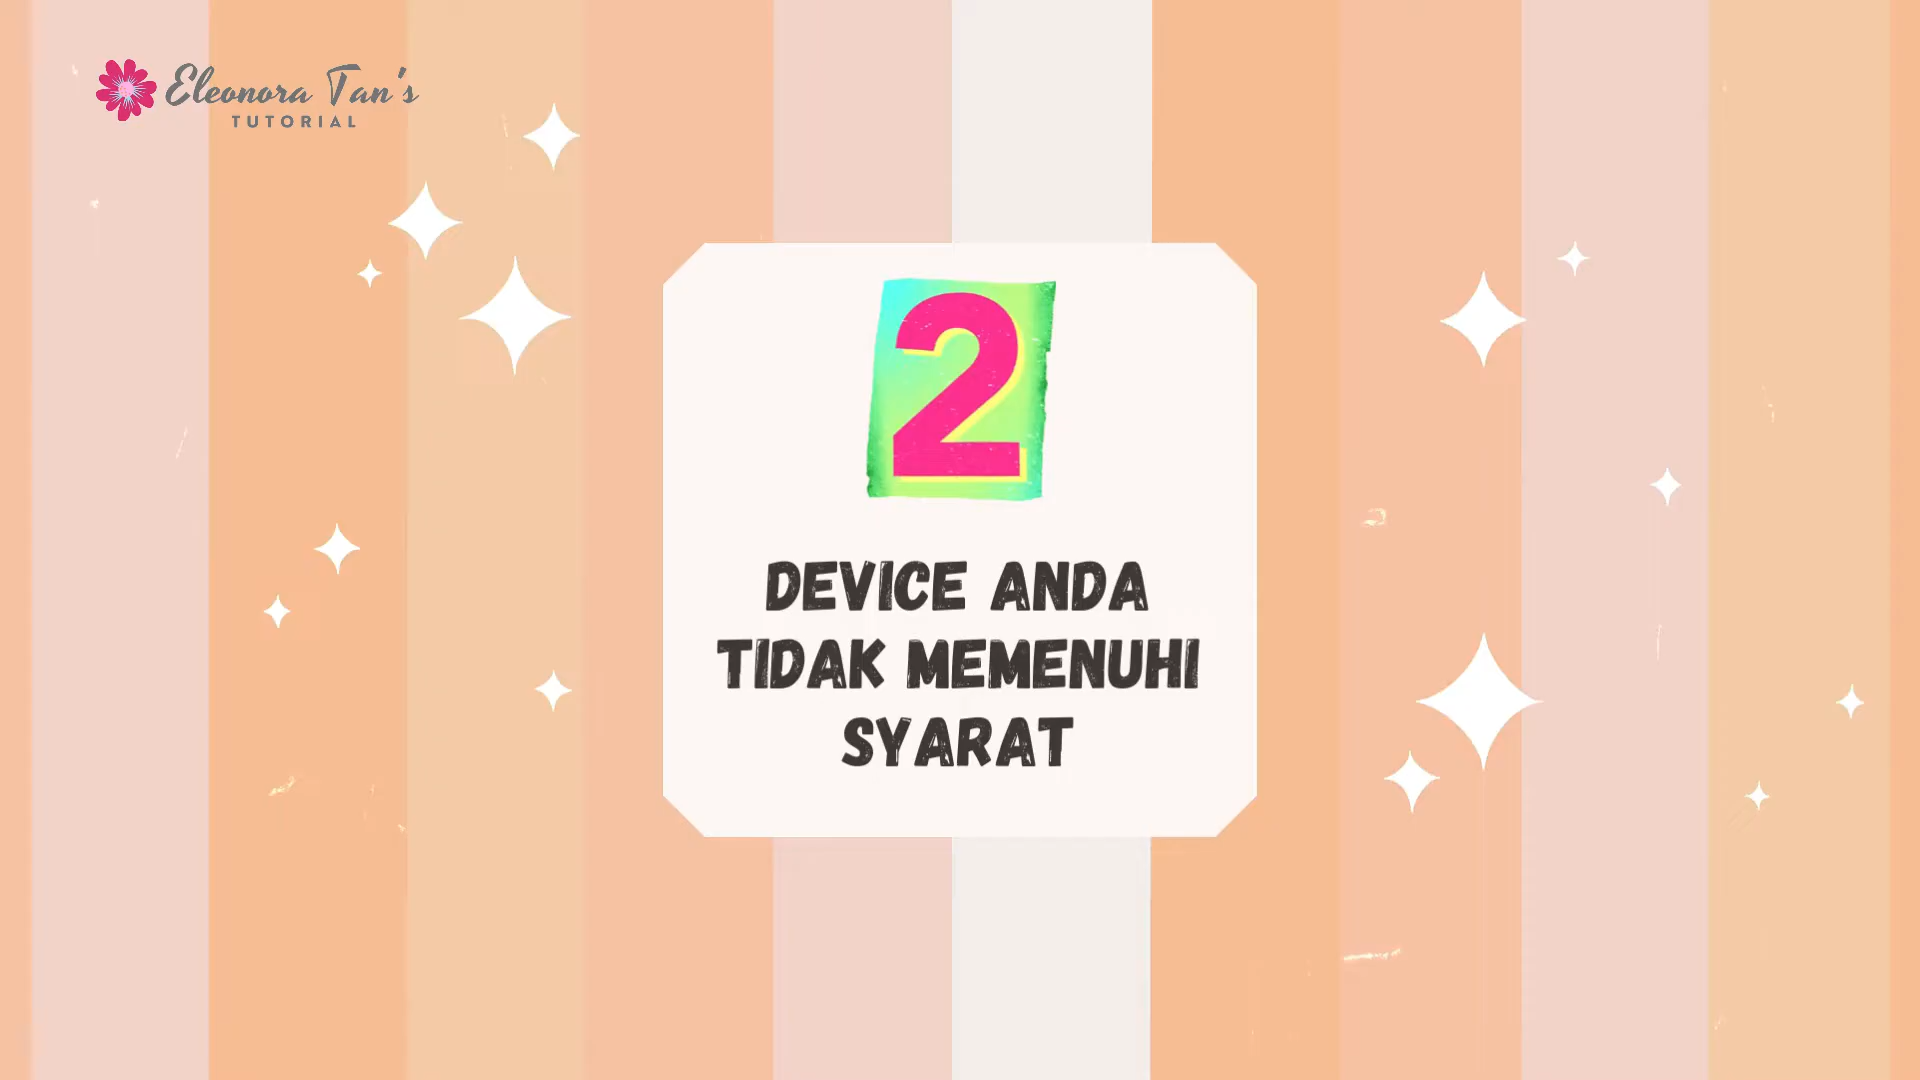 Eleonora Tan's
TUTORIAL
2
DEVICE ANDA
TIDAK MEMENUHI
SYARAT